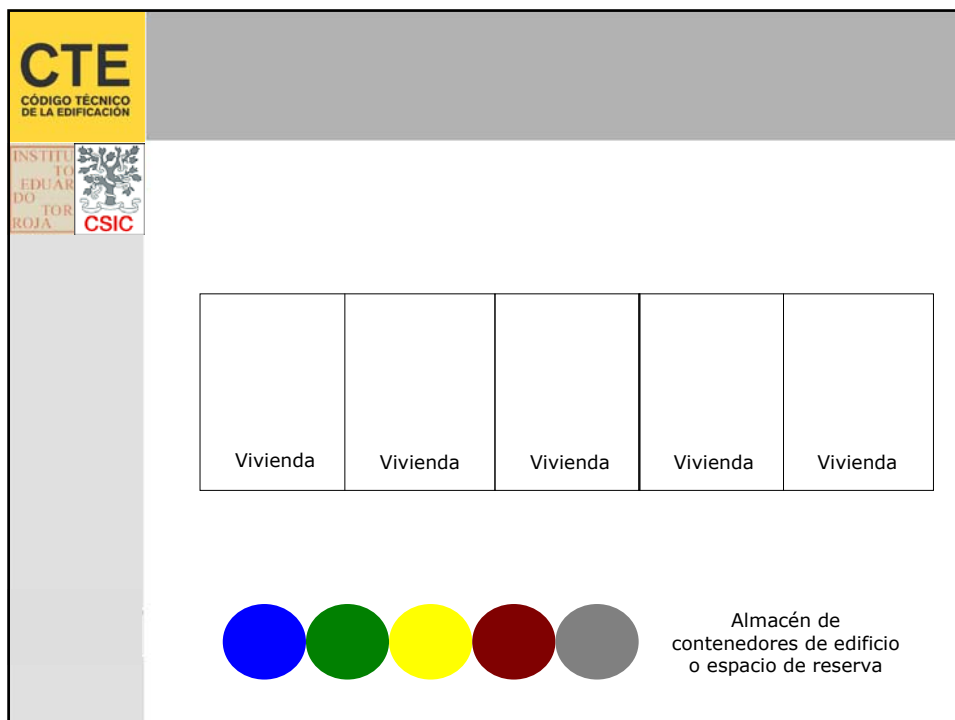 CTE
CÓDIGO TÉCNICO
DE LA EDIFICACIÓN
INSTITU
TO
EDUAR
DO
TOR
ROJA
CSIC
Vivienda
Vivienda
Vivienda
Vivienda
Vivienda
Almacén de
contenedores de edificio
o espacio de reserva